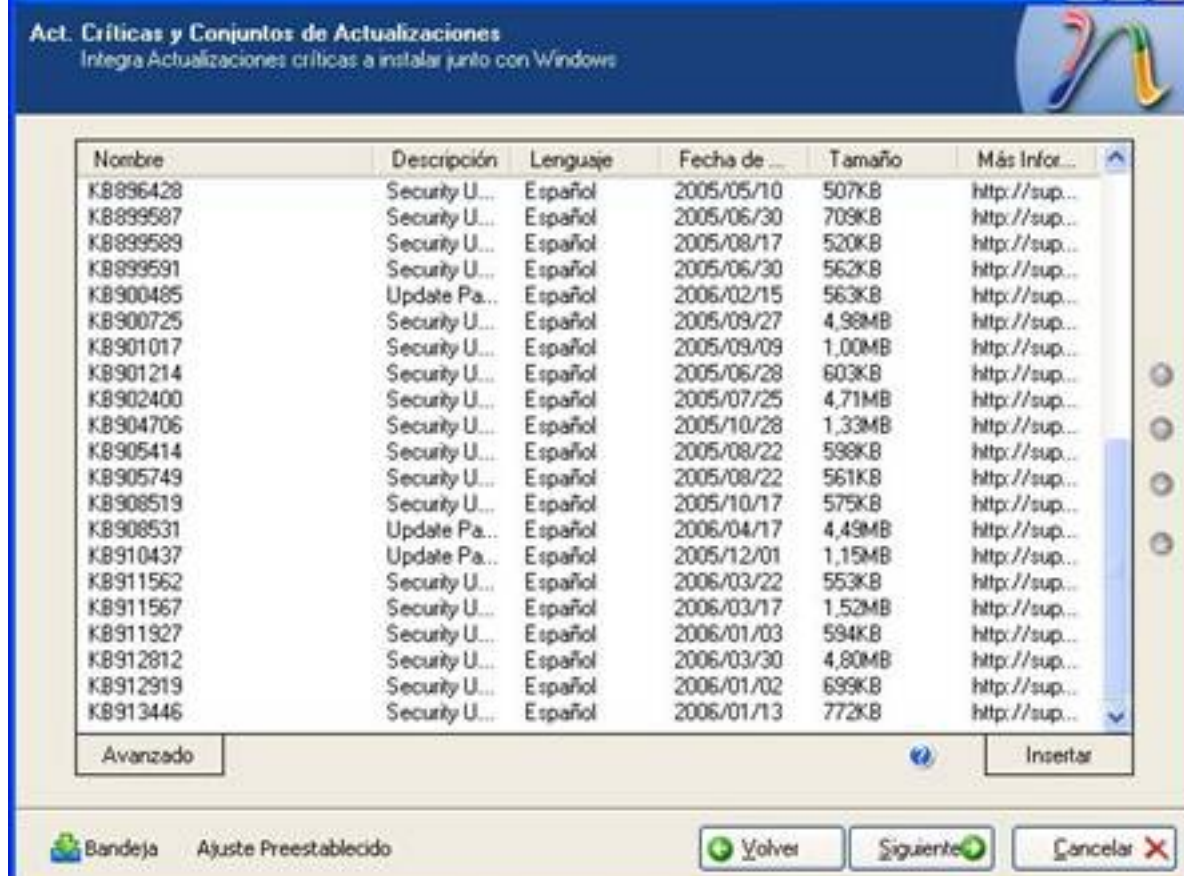 Act. Críticas y Conjuntos de Actualizaciones
Integra Actualizaciones críticas a instalar junto con Windows
Nombre Descripción Lenguaje Fecha de ... Tamaño Más Infor...
KB896428 Security U... Español 2005/05/10 507KB http://sup...
KB899587 Security U... Español 2005/06/30 709KB http://sup...
KB899589 Security U... Español 2005/08/17 520KB http://sup...
KB899591 Security U... Español 2005/06/30 562KB http://sup...
KB900485 Update Pa... Español 2006/02/15 563KB http://sup...
KB900725 Security U... Español 2005/09/27 4,98MB http://sup...
KB901017 Security U... Español 2005/09/09 1,00MB http://sup...
KB901214 Security U... Español 2005/06/28 603KB http://sup...
KB902400 Security U... Español 2005/07/25 4,71MB http://sup...
KB904706 Security U... Español 2005/10/28 1,33MB http://sup...
KB905414 Security U... Español 2005/08/22 598KB http://sup...
KB905749 Security U... Español 2005/08/22 561KB http://sup...
KB908519 Security U... Español 2005/10/17 575KB http://sup...
KB908531 Update Pa... Español 2006/04/17 4,49MB http://sup...
KB910437 Update Pa... Español 2005/12/01 1,15MB http://sup...
KB911562 Security U... Español 2006/03/22 553KB http://sup...
KB911567 Security U... Español 2006/03/17 1,52MB http://sup...
KB911927 Security U... Español 2006/01/03 594KB http://sup...
KB912812 Security U... Español 2006/03/30 4,80MB http://sup...
KB912919 Security U... Español 2006/01/02 699KB http://sup...
KB913446 Security U... Español 2006/01/13 772KB http://sup...
Avanzado Insertar
Bandeja Ajuste Preestablecido Volver Siguiente Cancelar